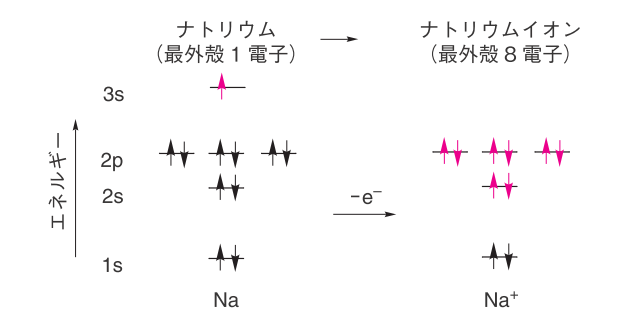 ナトリウム
(最外殻1電子)
ナトリウムイオン
(最外殻8電子)
3s
2p
2s
1s
エネルギー
−e⁻
Na
Na⁺